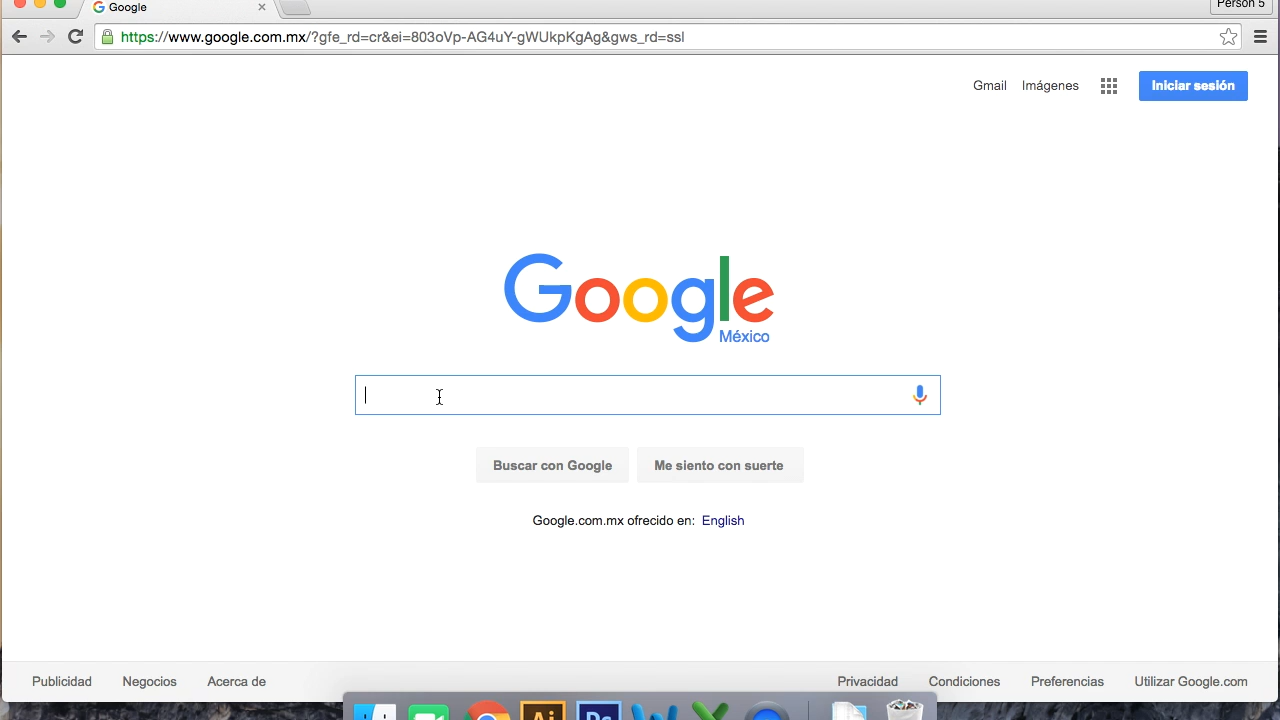 Google
Person 5
https://www.google.com.mx/?gfe_rd=cr&ei=803oVp-AG4uY-gWUkpKgAg&gws_rd=ssl
Gmail Imágenes Iniciar sesión
Google
México
Buscar con Google Me siento con suerte
Google.com.mx ofrecido en: English
Publicidad Negocios Acerca de Privacidad Condiciones Preferencias Utilizar Google.com
Ai Ps